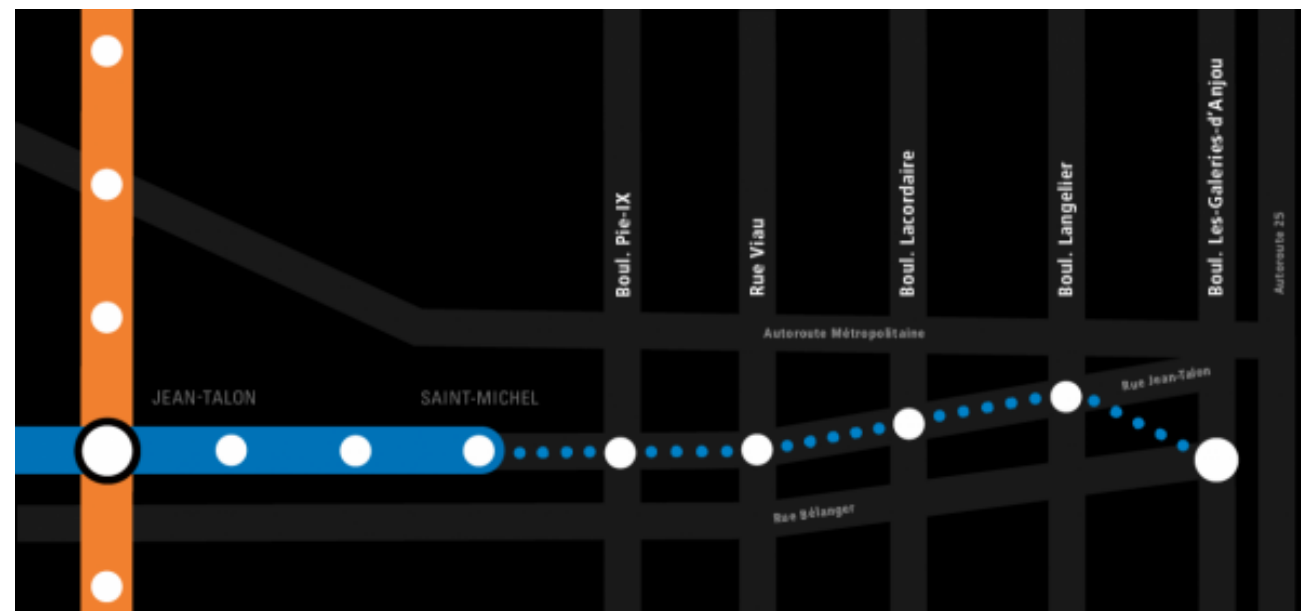 Boul. Pie-IX
Rue Viau
Boul. Lacordaire
Boul. Langelier
Boul. Les-Galeries-d'Anjou
Autoroute 25
Autoroute Métropolitaine
JEAN-TALON
SAINT-MICHEL
Rue Jean-Talon
Rue Bélanger